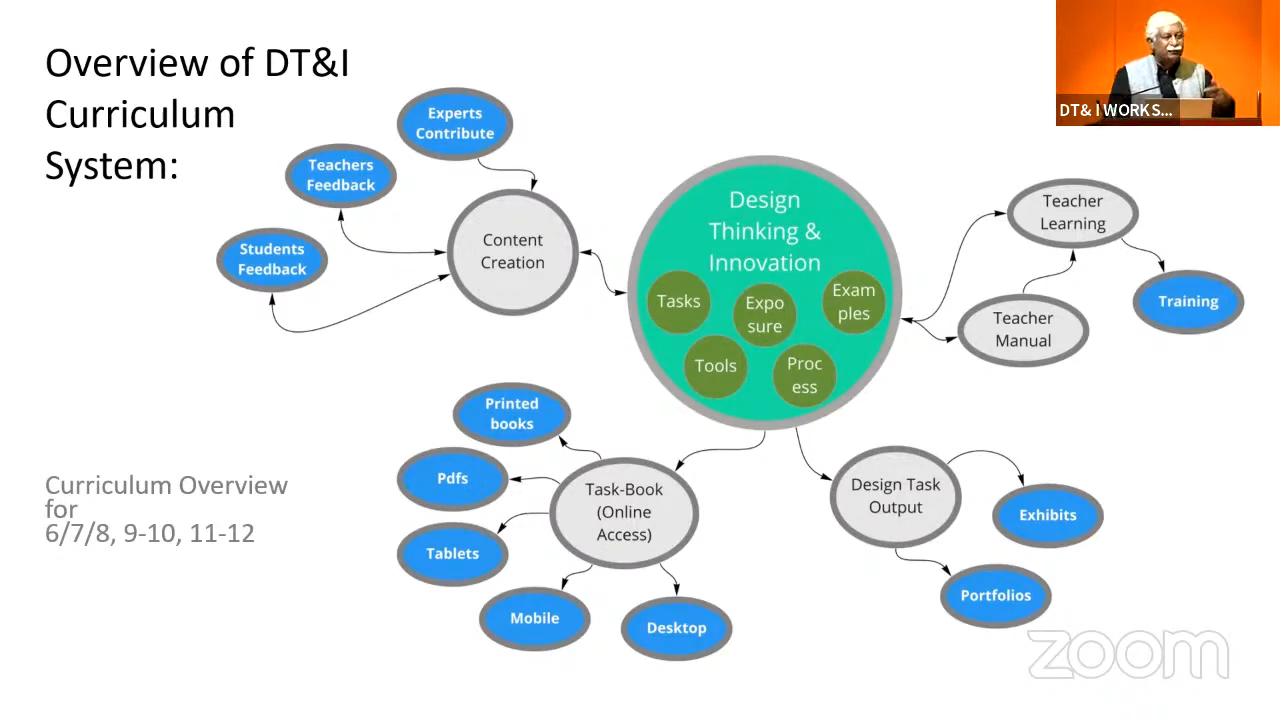 Overview of DT&I
Curriculum
System:
DT& I WORKS...
Experts
Contribute
Teachers
Feedback
Students
Feedback
Content
Creation
Design
Thinking &
Innovation
Tasks
Expo
sure
Exam
ples
Tools
Proc
ess
Teacher
Learning
Training
Teacher
Manual
Printed
books
Pdfs
Tablets
Mobile
Desktop
Task-Book
(Online
Access)
Design Task
Output
Exhibits
Portfolios
Curriculum Overview
for
6/7/8, 9-10, 11-12
zoom